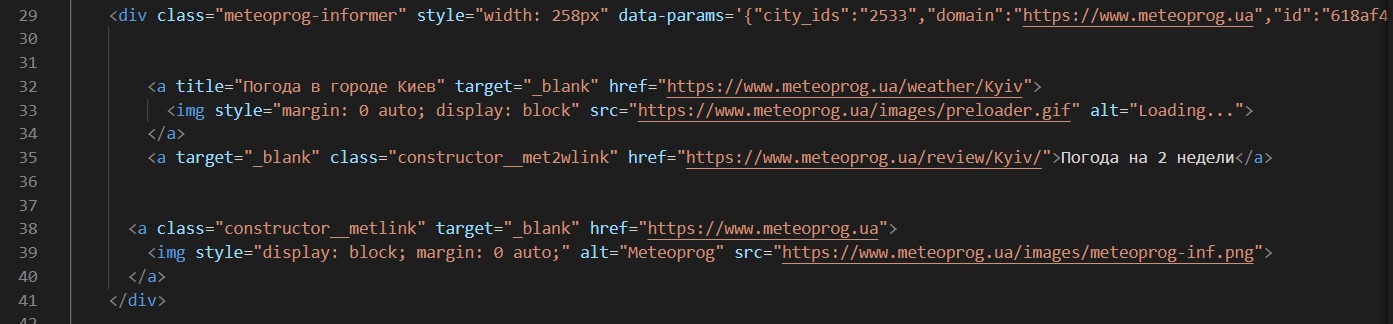 29 <div class="meteoprog-informer" style="width: 258px" data-params='{"city_ids":"2533","domain":"https://www.meteoprog.ua","id":"618af4
30
31
32 <a title="Погода в городе Киев" target="_blank" href="https://www.meteoprog.ua/weather/Kyiv">
33 <img style="margin: 0 auto; display: block" src="https://www.meteoprog.ua/images/preloader.gif" alt="Loading...">
34 </a>
35 <a target="_blank" class="constructor__met2wlink" href="https://www.meteoprog.ua/review/Kyiv/">Погода на 2 недели</a>
36
37
38 <a class="constructor__metlink" target="_blank" href="https://www.meteoprog.ua">
39 <img style="display: block; margin: 0 auto;" alt="Meteoprog" src="https://www.meteoprog.ua/images/meteoprog-inf.png">
40 </a>
41 </div>
42